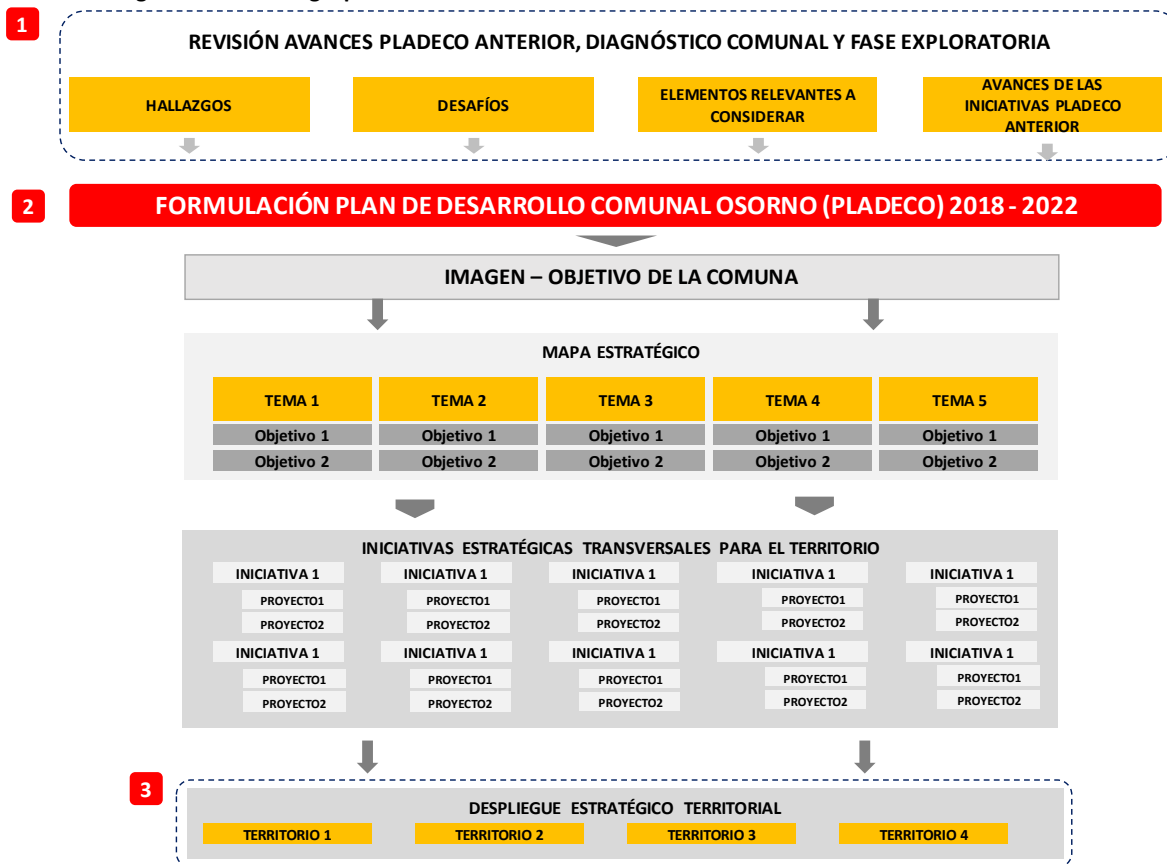 1
REVISIÓN AVANCES PLADECO ANTERIOR, DIAGNÓSTICO COMUNAL Y FASE EXPLORATORIA
HALLAZGOS
DESAFÍOS
ELEMENTOS RELEVANTES A
CONSIDERAR
AVANCES DE LAS
INICIATIVAS PLADECO
ANTERIOR
2
FORMULACIÓN PLAN DE DESARROLLO COMUNAL OSORNO (PLADECO) 2018 - 2022
IMAGEN – OBJETIVO DE LA COMUNA
MAPA ESTRATÉGICO
TEMA 1
TEMA 2
TEMA 3
TEMA 4
TEMA 5
Objetivo 1
Objetivo 1
Objetivo 1
Objetivo 1
Objetivo 1
Objetivo 2
Objetivo 2
Objetivo 2
Objetivo 2
Objetivo 2
INICIATIVAS ESTRATÉGICAS TRANSVERSALES PARA EL TERRITORIO
INICIATIVA 1
INICIATIVA 1
INICIATIVA 1
INICIATIVA 1
INICIATIVA 1
PROYECTO1
PROYECTO1
PROYECTO1
PROYECTO1
PROYECTO1
PROYECTO2
PROYECTO2
PROYECTO2
PROYECTO2
PROYECTO2
INICIATIVA 1
INICIATIVA 1
INICIATIVA 1
INICIATIVA 1
INICIATIVA 1
PROYECTO1
PROYECTO1
PROYECTO1
PROYECTO1
PROYECTO1
PROYECTO2
PROYECTO2
PROYECTO2
PROYECTO2
PROYECTO2
3
DESPLIEGUE ESTRATÉGICO TERRITORIAL
TERRITORIO 1
TERRITORIO 2
TERRITORIO 3
TERRITORIO 4